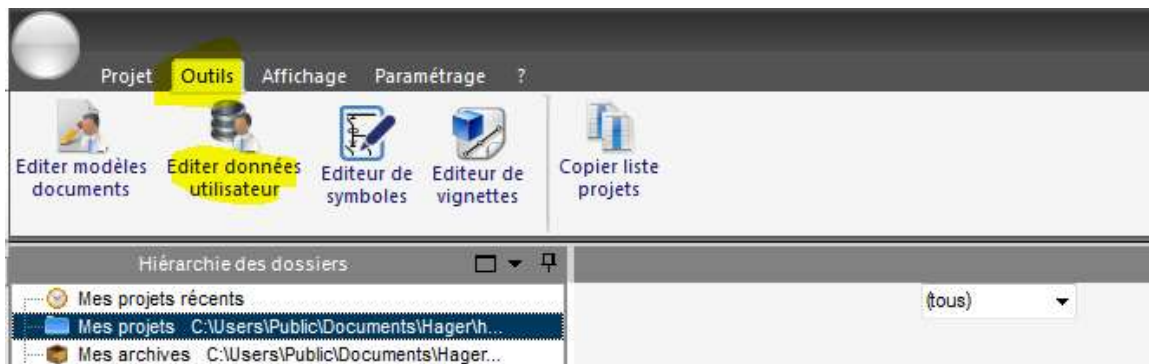 Projet Outils Affichage Paramétrage ?
Editer modèles documents
Editer données utilisateur
Editeur de symboles
Editeur de vignettes
Copier liste projets
Hiérarchie des dossiers
Mes projets récents
(tous)
Mes projets C:\Users\Public\Documents\Hager\h...
Mes archives C:\Users\Public\Documents\Hager...